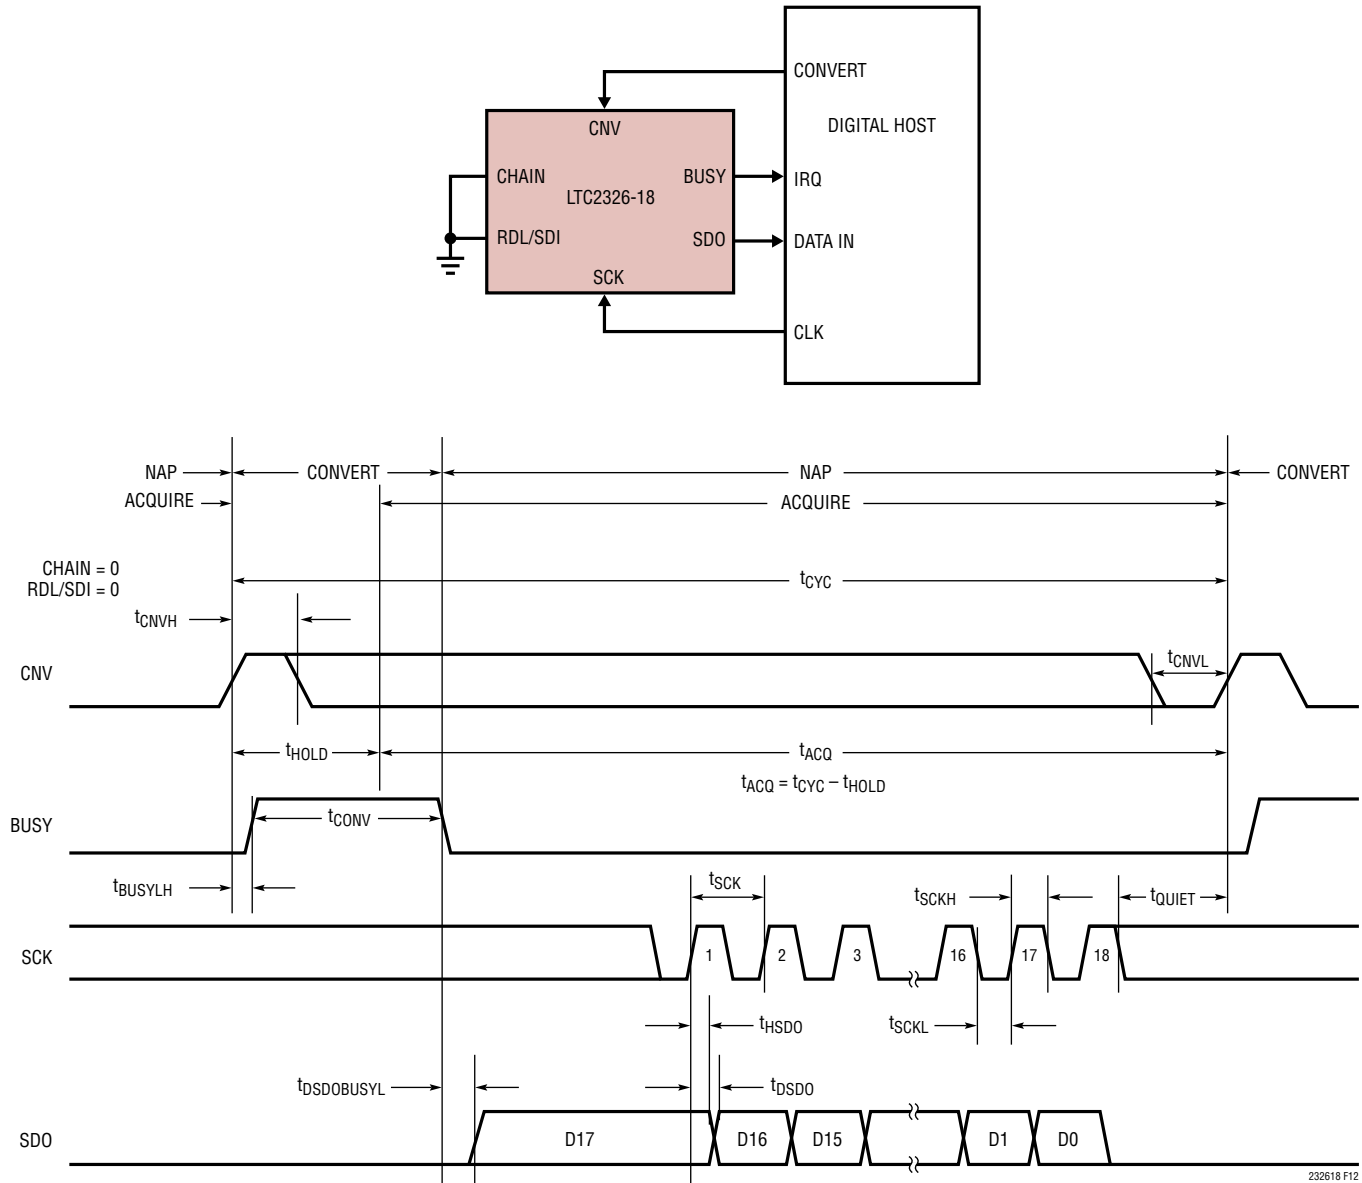 CONVERT
DIGITAL HOST
CNV
CHAIN
BUSY
IRQ
LTC2326-18
RDL/SDI
SDO
DATA IN
SCK
CLK
NAP
CONVERT
NAP
CONVERT
ACQUIRE
ACQUIRE
CHAIN = 0
RDL/SDI = 0
tCYC
tCNVH
CNV
tCNVL
tHOLD
tACQ
tACQ = tCYC – tHOLD
BUSY
tCONV
tBUSYLH
tSCK
tSCKH
tQUIET
SCK
1
2
3
16
17
18
tHSDO
tSCKL
tDSDOBUSYL
tDSDO
SDO
D17
D16
D15
D1
D0
232618 F12